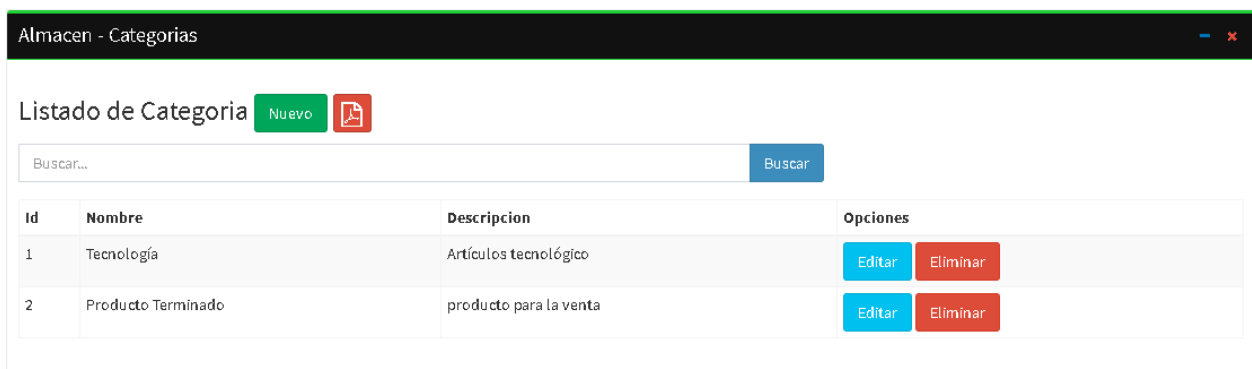 Almacen - Categorias
Listado de Categoria Nuevo
Buscar... Buscar
Id Nombre Descripcion Opciones
1 Tecnología Artículos tecnológico Editar Eliminar
2 Producto Terminado producto para la venta Editar Eliminar